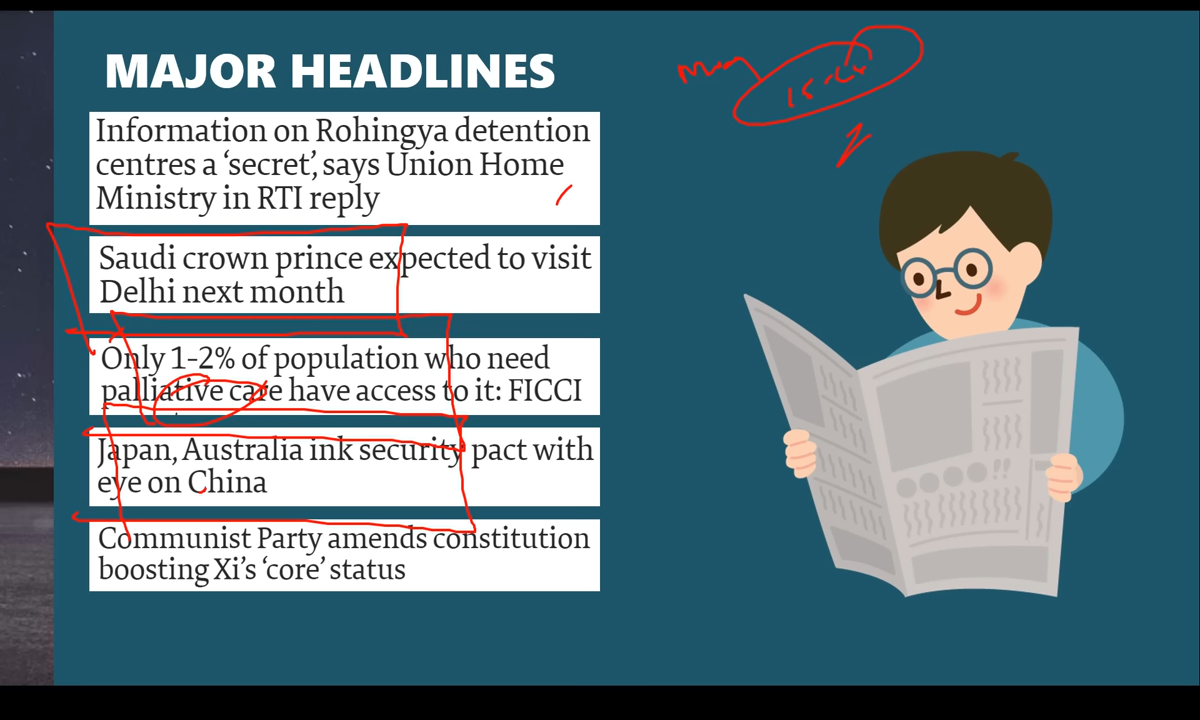 MAJOR HEADLINES
Information on Rohingya detention
centres a ‘secret’, says Union Home
Ministry in RTI reply
Saudi crown prince expected to visit
Delhi next month
Only 1-2% of population who need
palliative care have access to it: FICCI
Japan, Australia ink security pact with
eye on China
Communist Party amends constitution
boosting Xi’s ‘core’ status